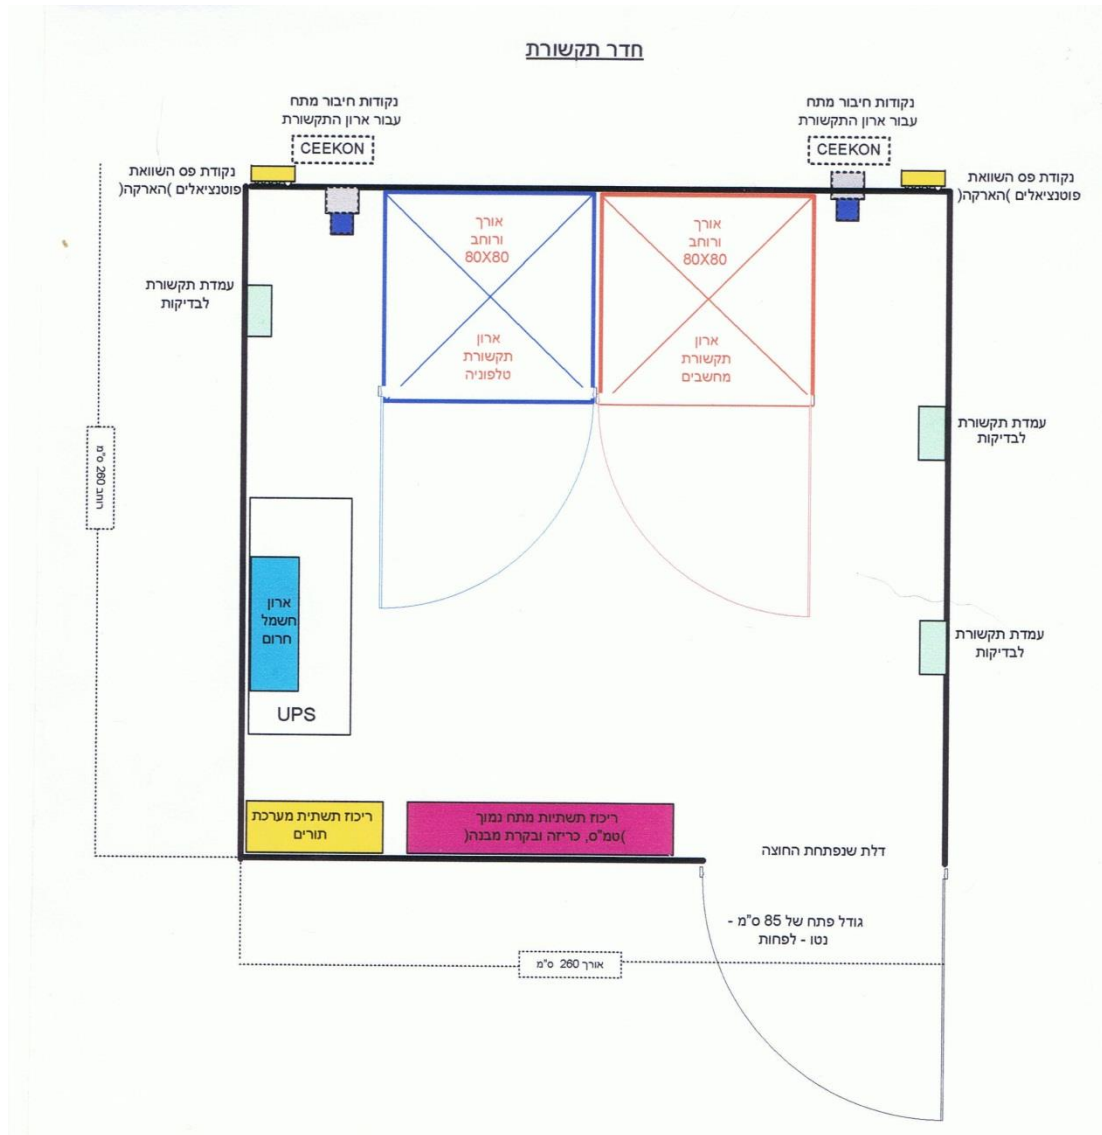 חדר תקשורת
נקודות חיבור מתח
עבור ארון התקשורת
CEEKON
נקודות חיבור מתח
עבור ארון התקשורת
CEEKON
נקודת פס השוואת
פוטנציאלים )הארקה(
נקודת פס השוואת
פוטנציאלים )הארקה(
אורך
ורוחב
80X80
ארון
תקשורת
מחשבים
אורך
ורוחב
80X80
ארון
תקשורת
טלפוניה
עמדת תקשורת
לבדיקות
עמדת תקשורת
לבדיקות
עמדת תקשורת
לבדיקות
רוחב 260 ס"מ
ארון
חשמל
חרום
UPS
ריכוז תשתיות מתח נמוך
)טמ"ס, כריזה ובקרת מבנה(
ריכוז תשתית מערכת
תורים
דלת שנפתחת החוצה
גודל פתח של 85 ס"מ -
נטו - לפחות
אורך 260 ס"מ